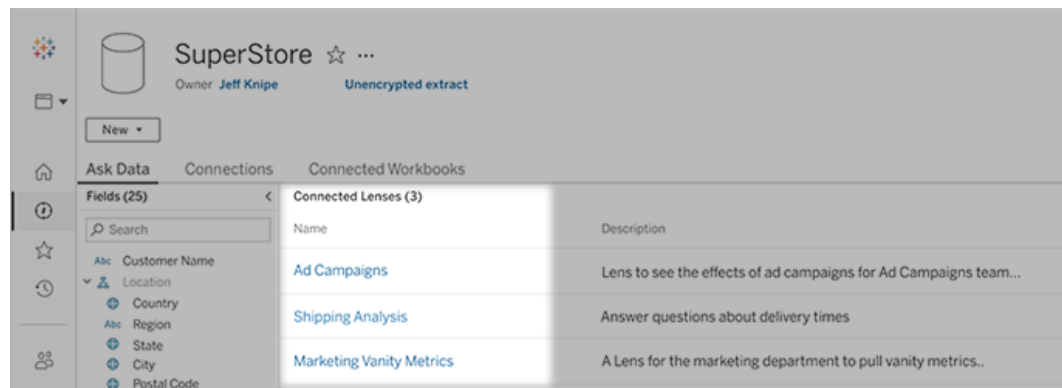 SuperStore ☆ ...
Owner Jeff Knipe Unencrypted extract
New
Ask Data Connections Connected Workbooks
Fields (25)
Search
Abc Customer Name
Location
Country
Abc Region
State
City
Postal Code
Connected Lenses (3)
Name Description
Ad Campaigns Lens to see the effects of ad campaigns for Ad Campaigns team...
Shipping Analysis Answer questions about delivery times
Marketing Vanity Metrics A Lens for the marketing department to pull vanity metrics..